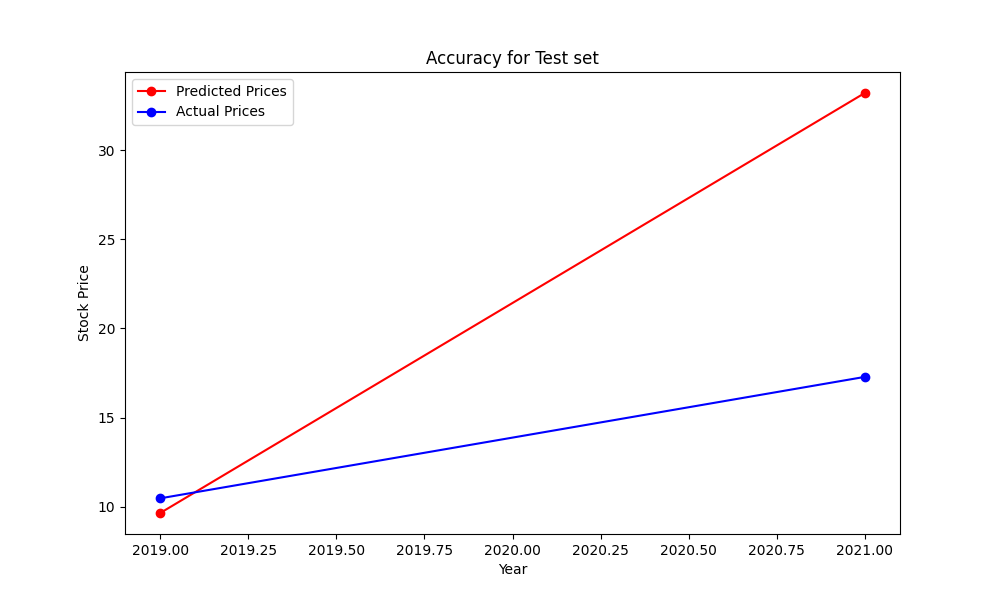 Accuracy for Test set
Predicted Prices
Actual Prices
Stock Price
30
25
20
15
10
2019.00 2019.25 2019.50 2019.75 2020.00 2020.25 2020.50 2020.75 2021.00
Year